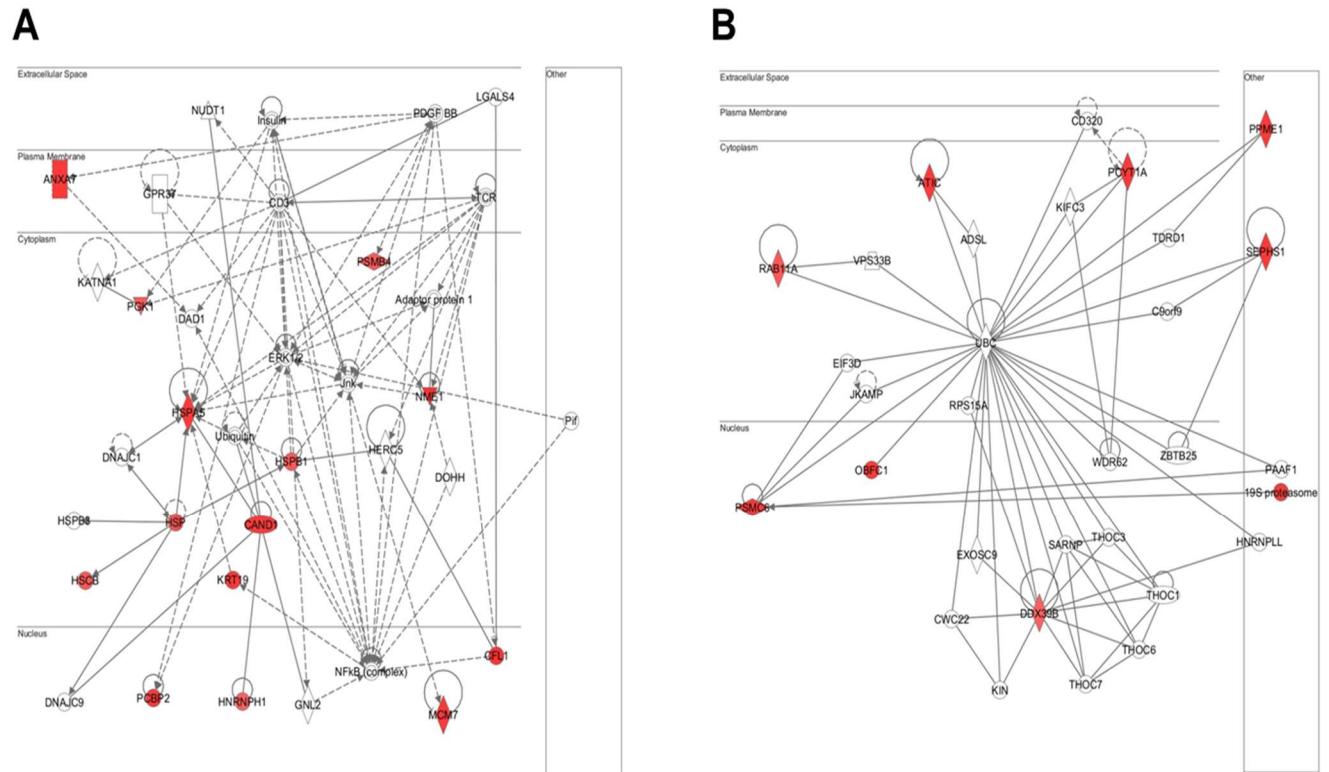 A
B
Extracellular Space
Other
NUDT1
Insulin
PDGF BB
LGALS4
Plasma Membrane
ANXA7
GPR37
CD3
TCR
Cytoplasm
KATNA1
PSMB4
PGK1
DAD1
Adaptor protein 1
ERK1/2
Jnk
NME1
HSPA5
Pif
Ubiquitin
HERC5
DNAJC1
HSPB1
DOHH
HSP
CAND1
HSCB
KRT19
Nucleus
CFL1
NFkB (complex)
DNAJC9
PCBP2
HNRNPH1
GNL2
MCM7
Extracellular Space
Other
Plasma Membrane
CD320
PPME1
Cytoplasm
ATIC
PCYT1A
KIFC3
ADSL
TDRD1
SEPHS1
RAB11A
VPS33B
C9orf9
UBC
EIF3D
JKAMP
RPS15A
Nucleus
WDR62
ZBTB25
OBFC1
PAAF1
19S proteasome
PSMC6
EXOSC9
SARNP
THOC3
HNRNPLL
THOC1
CWC22
DDX39B
THOC6
KIN
THOC7